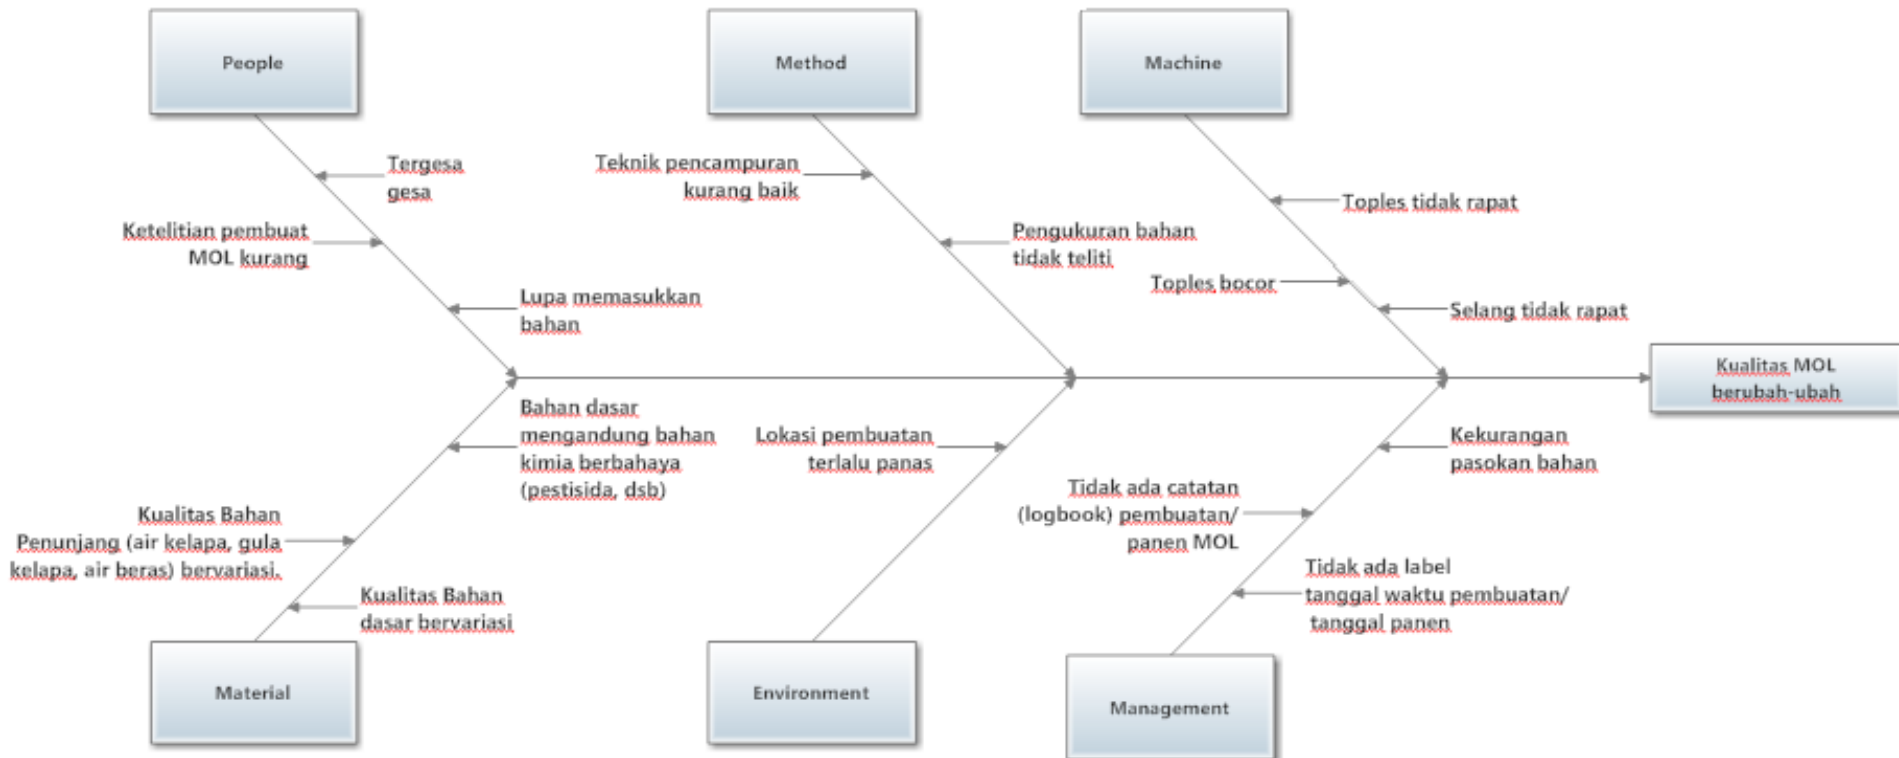 People
Method
Machine
Tergesa
gesa
Ketelitian pembuat
MOL kurang
Lupa memasukkan
bahan
Teknik pencampuran
kurang baik
Pengukuran bahan
tidak teliti
Toples tidak rapat
Toples bocor
Selang tidak rapat
Kualitas MOL
berubah-ubah
Bahan dasar
mengandung bahan
kimia berbahaya
(pestisida, dsb)
Kualitas Bahan
Penunjang (air kelapa, gula
kelapa, air beras) bervariasi.
Kualitas Bahan
dasar bervariasi
Lokasi pembuatan
terlalu panas
Kekurangan
pasokan bahan
Tidak ada catatan
(logbook) pembuatan/
panen MOL
Tidak ada label
tanggal waktu pembuatan/
tanggal panen
Material
Environment
Management